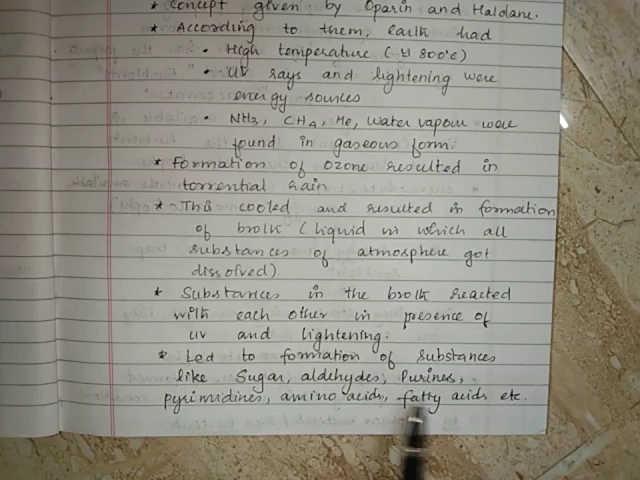 * Concept given by Oparin and Haldane.
* According to them, earth had
• High temperature (≥ 800°c)
• UV rays and lightening were
energy sources
• NH3, CH4, He, Water vapour were
found in gaseous form.
* Formation of Ozone resulted in
torrential rain
* This cooled and resulted in formation
of broth (liquid in which all
substances of atmosphere got
dissolved).
* Substances in the broth reacted
with each other in presence of
UV and lightening.
* Led to formation of substances
like Sugar, aldehydes, Purines,
pyrimidines, amino acids, fatty acids etc.